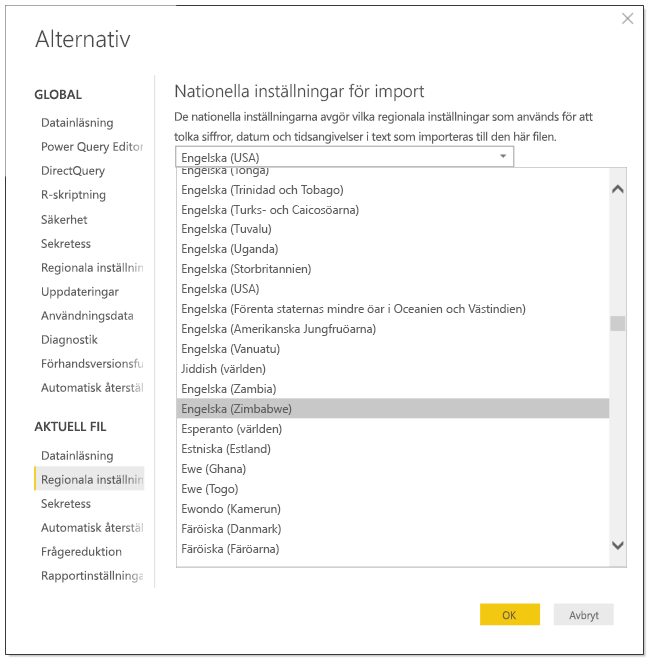 Alternativ
GLOBAL
Datainläsning
Power Query Editor
DirectQuery
R-skriptning
Säkerhet
Sekretess
Regionala inställnin
Uppdateringar
Användningsdata
Diagnostik
Förhandsversionsfu
Automatisk återstäl
AKTUELL FIL
Datainläsning
Regionala inställnin
Sekretess
Automatisk återstäl
Frågereduktion
Rapportinställninga
Nationella inställningar för import
De nationella inställningarna avgör vilka regionala inställningar som används för att
tolka siffror, datum och tidsangivelser i text som importeras till den här filen.
Engelska (USA)
Engelska (Tonga)
Engelska (Trinidad och Tobago)
Engelska (Turks- och Caicosöarna)
Engelska (Tuvalu)
Engelska (Uganda)
Engelska (Storbritannien)
Engelska (USA)
Engelska (Förenta staternas mindre öar i Oceanien och Västindien)
Engelska (Amerikanska Jungfruöarna)
Engelska (Vanuatu)
Jiddish (världen)
Engelska (Zambia)
Engelska (Zimbabwe)
Esperanto (världen)
Estniska (Estland)
Ewe (Ghana)
Ewe (Togo)
Ewondo (Kamerun)
Färöiska (Danmark)
Färöiska (Färöarna)
OK
Avbryt